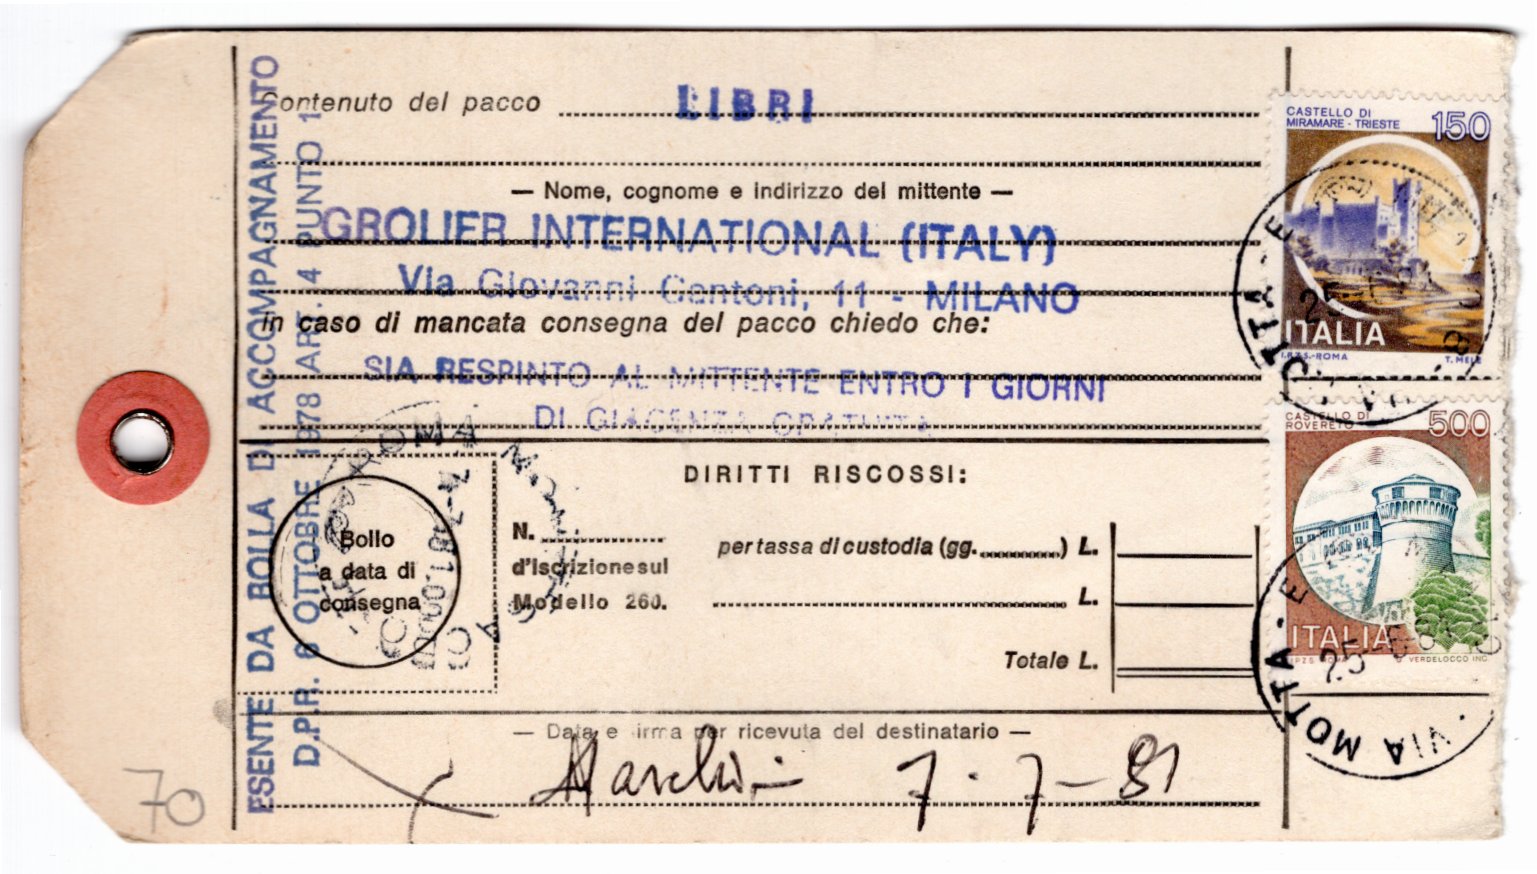 Contenuto del pacco
LIBRI
— Nome, cognome e indirizzo del mittente —
GROLIER INTERNATIONAL (ITALY)
Via Giovanni Centoni, 11 - MILANO
In caso di mancata consegna del pacco chiedo che:
SIA RESPINTO AL MITTENTE ENTRO I GIORNI
DI GIACENZA GRATUITA
ESENTE DA BOLLA DI ACCOMPAGNAMENTO
D.P.R. 6 OTTOBRE 1978 ART. 4 PUNTO 1
CASTELLO DI
MIRAMARE - TRIESTE
150
ITALIA
I.P.Z.S.-ROMA T. MELE
CASTELLO DI
ROVERETO
500
ITALIA
I.P.Z.S. ROMA VERDELOCCO INC.
VIA MOTTA - E
25
ROMA
Bollo
a data di
consegna
DIRITTI RISCOSSI:
N.
d'iscrizione sul
Modello 260.
per tassa di custodia (gg. ) L.
L.
Totale L.
— Data e firma per ricevuta del destinatario —
7-7-81
70